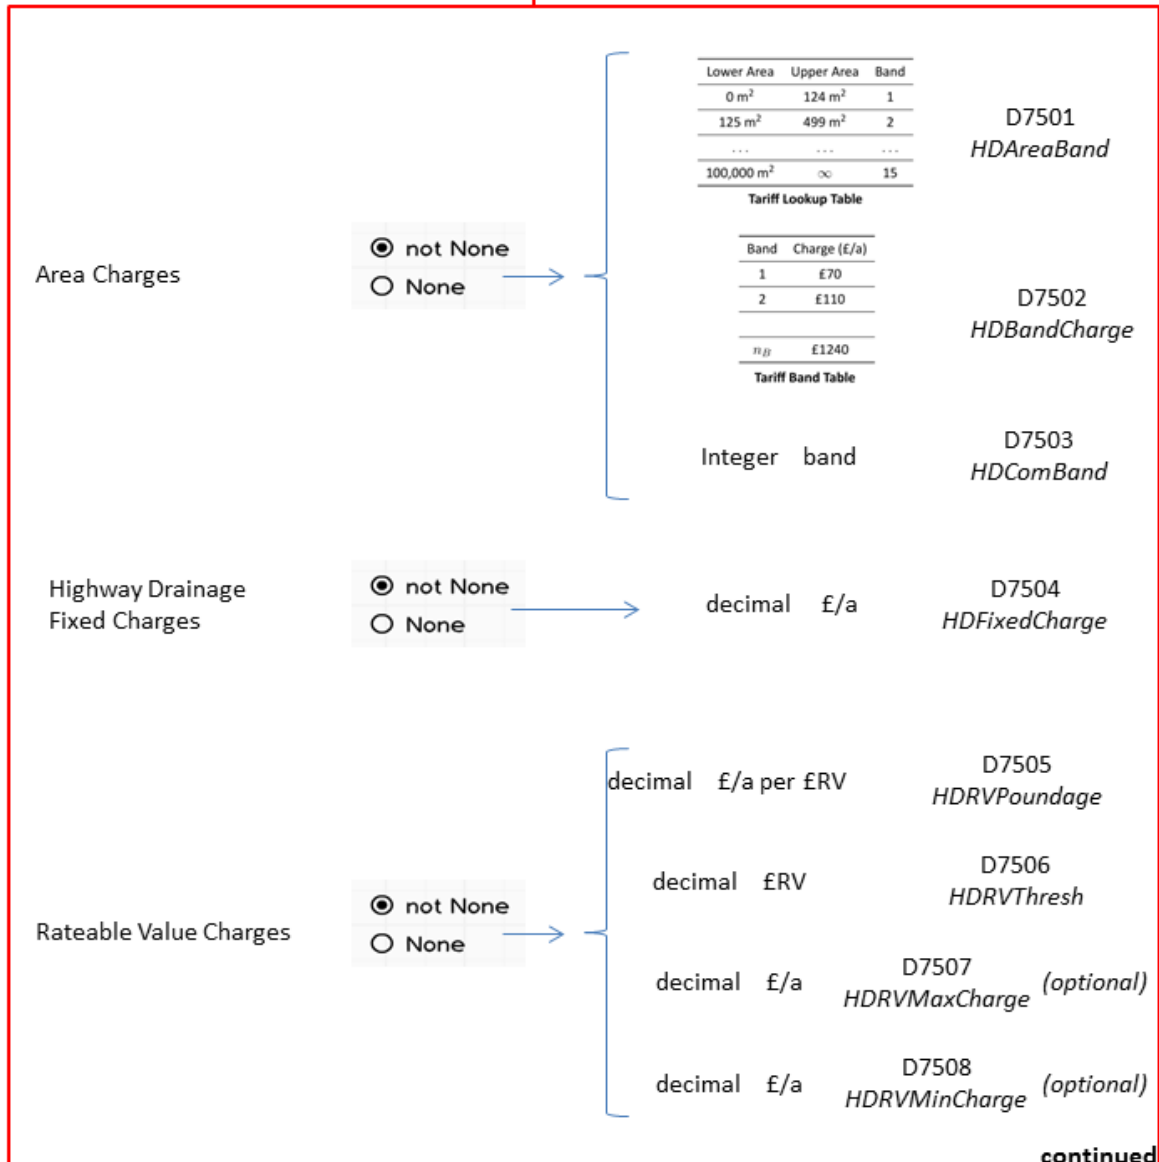 Lower Area Upper Area Band
0 m² 124 m² 1
125 m² 499 m² 2
... ... ...
100,000 m² ∞ 15
Tariff Lookup Table
D7501
HDAreaBand
Area Charges
not None
None
Band Charge (£/a)
1 £70
2 £110
n_B £1240
Tariff Band Table
D7502
HDBandCharge
Integer band
D7503
HDComBand
Highway Drainage
Fixed Charges
not None
None
decimal £/a
D7504
HDFixedCharge
Rateable Value Charges
not None
None
decimal £/a per £RV
D7505
HDRVPoundage
decimal £RV
D7506
HDRVThresh
decimal £/a
D7507
HDRVMaxCharge (optional)
decimal £/a
D7508
HDRVMinCharge (optional)
continued